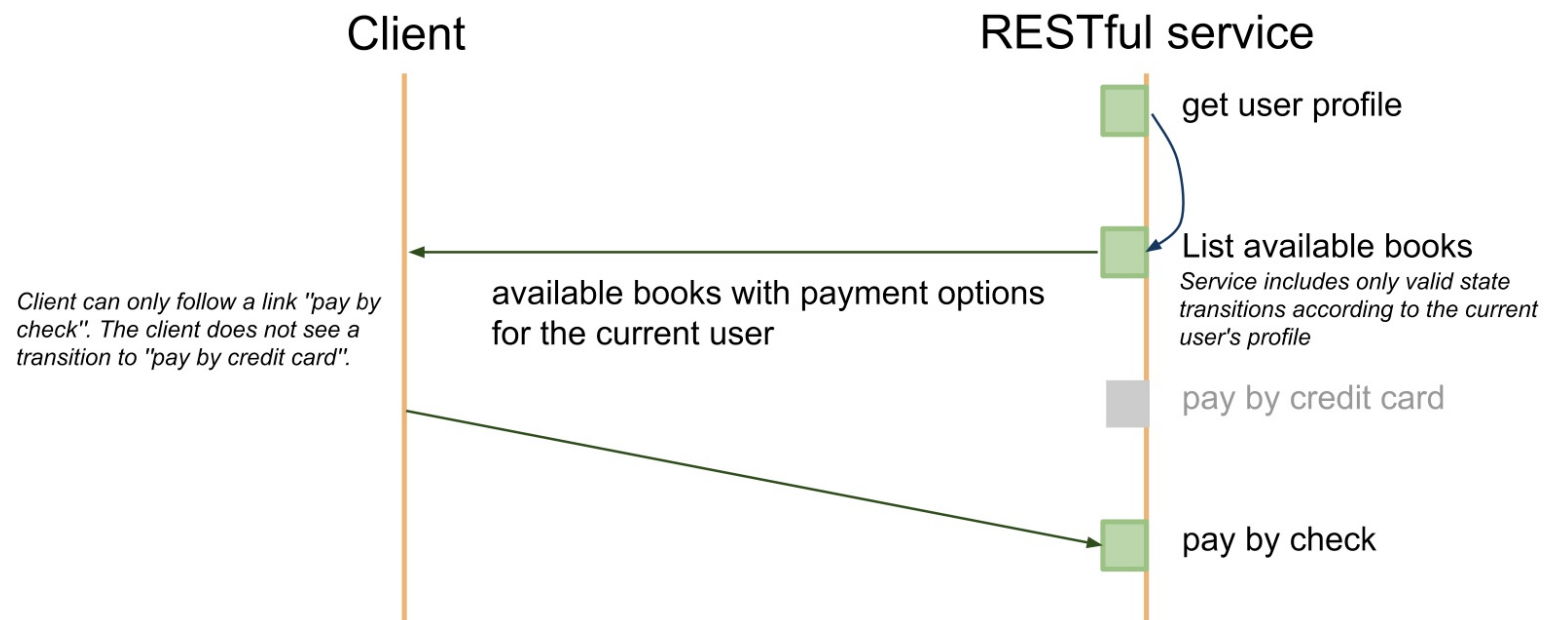 Client
RESTful service
get user profile
List available books
Service includes only valid state
transitions according to the current
user's profile
available books with payment options
for the current user
Client can only follow a link "pay by
check". The client does not see a
transition to "pay by credit card".
pay by credit card
pay by check